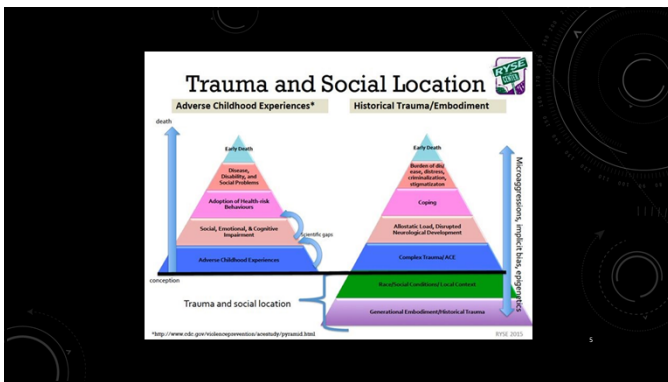 Trauma and Social Location
RYSE
CENTER
Adverse Childhood Experiences*
Historical Trauma/Embodiment
death
Early Death
Disease,
Disability, and
Social Problems
Adoption of Health-risk
Behaviours
Social, Emotional, & Cognitive
Impairment
Scientific gaps
Adverse Childhood Experiences
conception
Early Death
Burden of dis
ease, distress,
criminalization,
stigmatizaton
Coping
Allostatic Load, Disrupted
Neurological Development
Complex Trauma/ACE
Race/Social Conditions/Local Context
Generational Embodiment/Historical Trauma
Microaggressions, implicit bias, epigenetics
Trauma and social location
*http://www.cdc.gov/violenceprevention/acestudy/pyramid.html
RYSE 2015
5